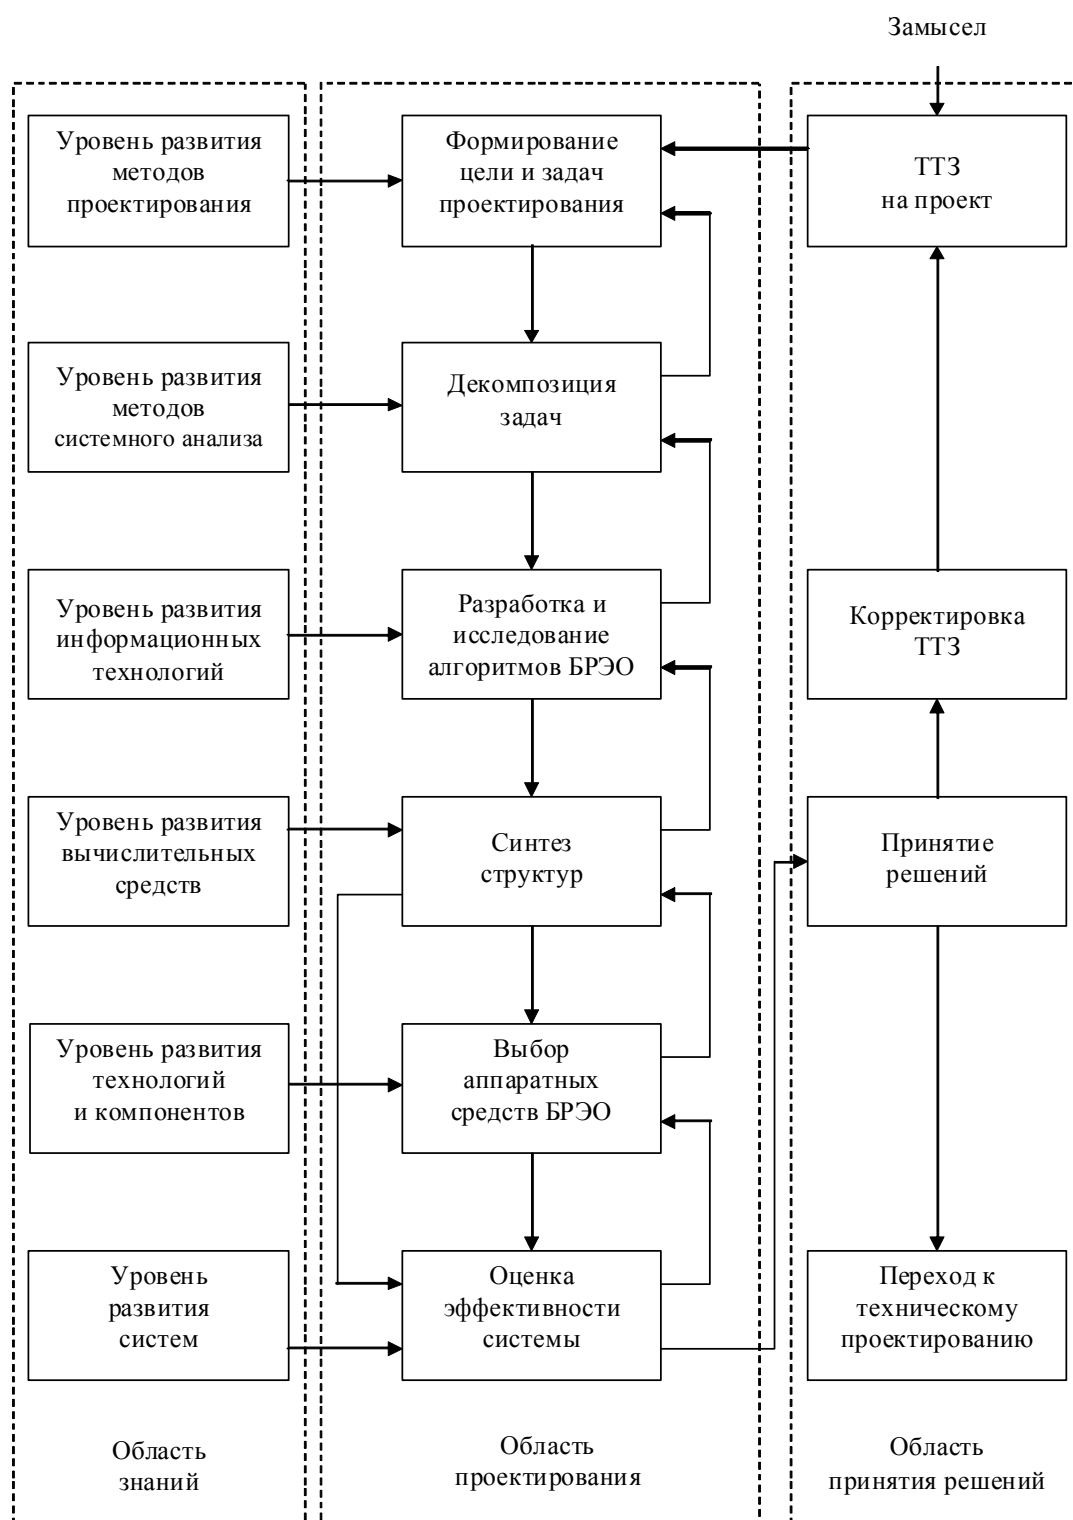 Замысел
Уровень развития
методов
проектирования
Формирование
цели и задач
проектирования
ТТЗ
на проект
Уровень развития
методов
системного анализа
Декомпозиция
задач
Уровень развития
информационных
технологий
Разработка и
исследование
алгоритмов БРЭО
Корректировка
ТТЗ
Уровень развития
вычислительных
средств
Синтез
структур
Принятие
решений
Уровень развития
технологий
и компонентов
Выбор
аппаратных
средств БРЭО
Уровень
развития
систем
Оценка
эффективности
системы
Переход к
техническому
проектированию
Область
знаний
Область
проектирования
Область
принятия решений